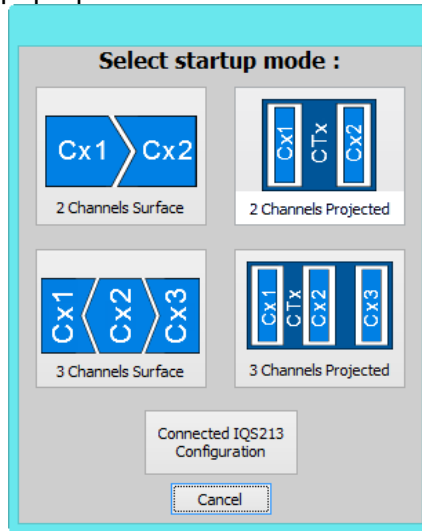 Select startup mode :
Cx1 Cx2
Cx1 CTx Cx2
2 Channels Surface
2 Channels Projected
Cx1 Cx2 Cx3
Cx1 CTx Cx2 Cx3
3 Channels Surface
3 Channels Projected
Connected IQS213
Configuration
Cancel